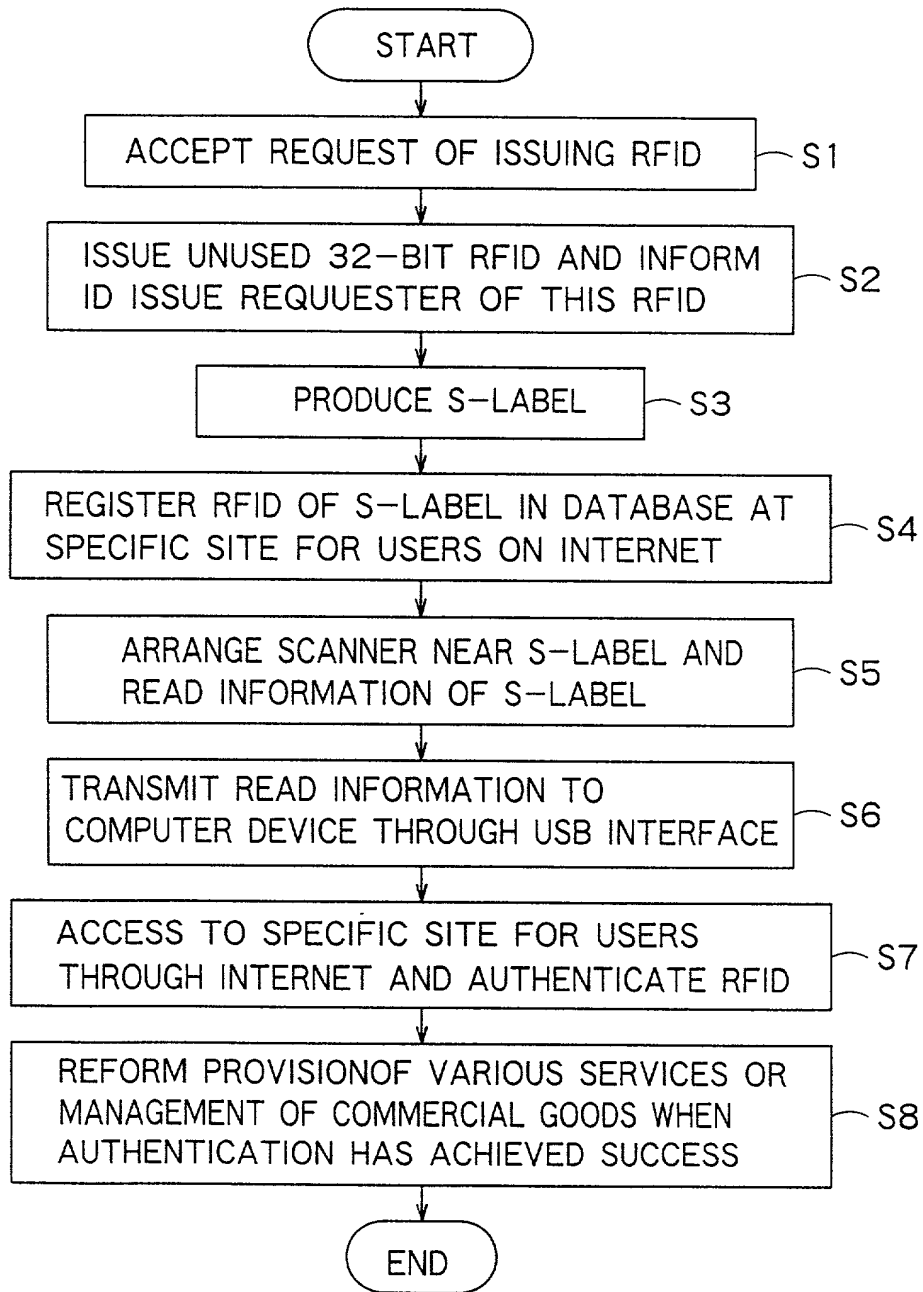 START
ACCEPT REQUEST OF ISSUING RFID
S1
ISSUE UNUSED 32-BIT RFID AND INFORM
ID ISSUE REQUUESTER OF THIS RFID
S2
PRODUCE S-LABEL
S3
REGISTER RFID OF S-LABEL IN DATABASE AT
SPECIFIC SITE FOR USERS ON INTERNET
S4
ARRANGE SCANNER NEAR S-LABEL AND
READ INFORMATION OF S-LABEL
S5
TRANSMIT READ INFORMATION TO
COMPUTER DEVICE THROUGH USB INTERFACE
S6
ACCESS TO SPECIFIC SITE FOR USERS
THROUGH INTERNET AND AUTHENTICATE RFID
S7
REFORM PROVISIONOF VARIOUS SERVICES OR
MANAGEMENT OF COMMERCIAL GOODS WHEN
AUTHENTICATION HAS ACHIEVED SUCCESS
S8
END